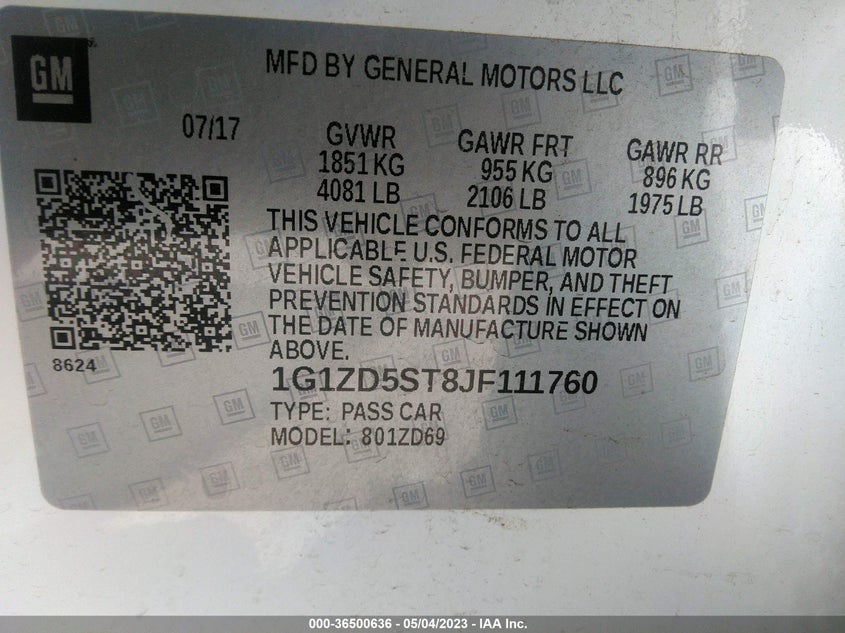 GM
MFD BY GENERAL MOTORS LLC
07/17
GVWR
1851 KG
4081 LB
GAWR FRT
955 KG
2106 LB
GAWR RR
896 KG
1975 LB
THIS VEHICLE CONFORMS TO ALL
APPLICABLE U.S. FEDERAL MOTOR
VEHICLE SAFETY, BUMPER, AND THEFT
PREVENTION STANDARDS IN EFFECT ON
THE DATE OF MANUFACTURE SHOWN
ABOVE.
8624
1G1ZD5ST8JF111760
TYPE: PASS CAR
MODEL: 801ZD69
000-36500636 - 05/04/2023 - IAA Inc.